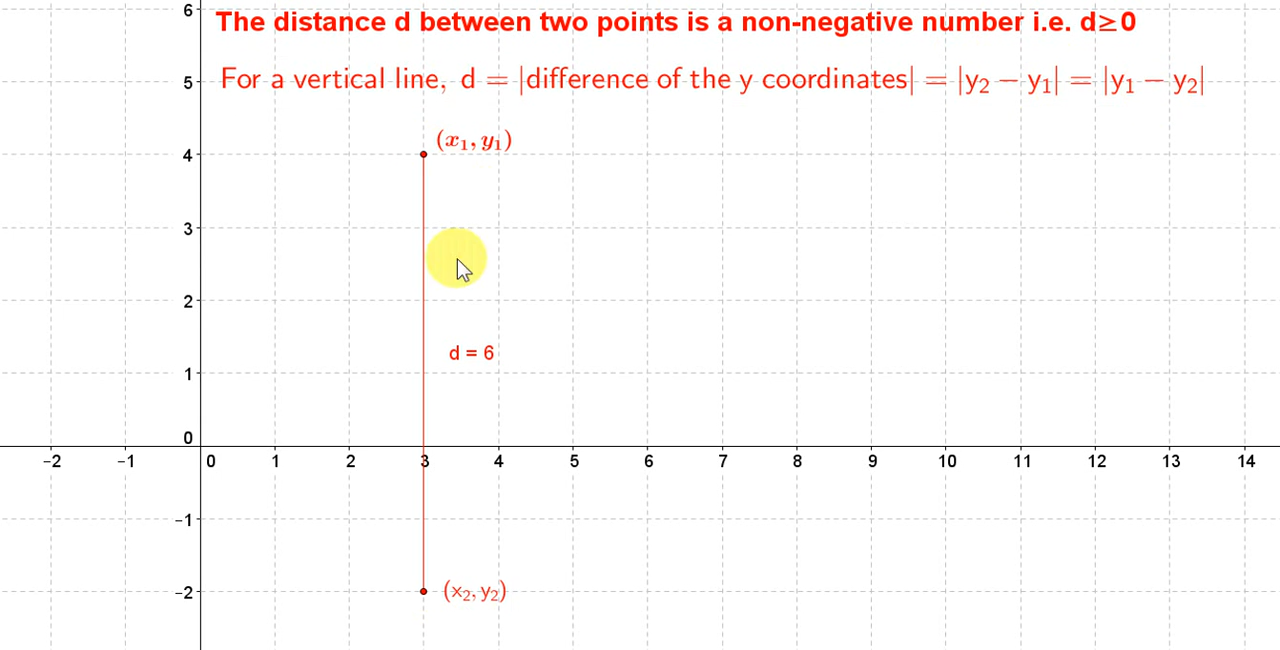 The distance d between two points is a non-negative number i.e. d≥0
For a vertical line, d = |difference of the y coordinates| = |y₂ − y₁| = |y₁ − y₂|
(x₁, y₁)
d = 6
(x₂, y₂)
6
5
4
3
2
1
0
−1
−2
−2 −1 0 1 2 3 4 5 6 7 8 9 10 11 12 13 14